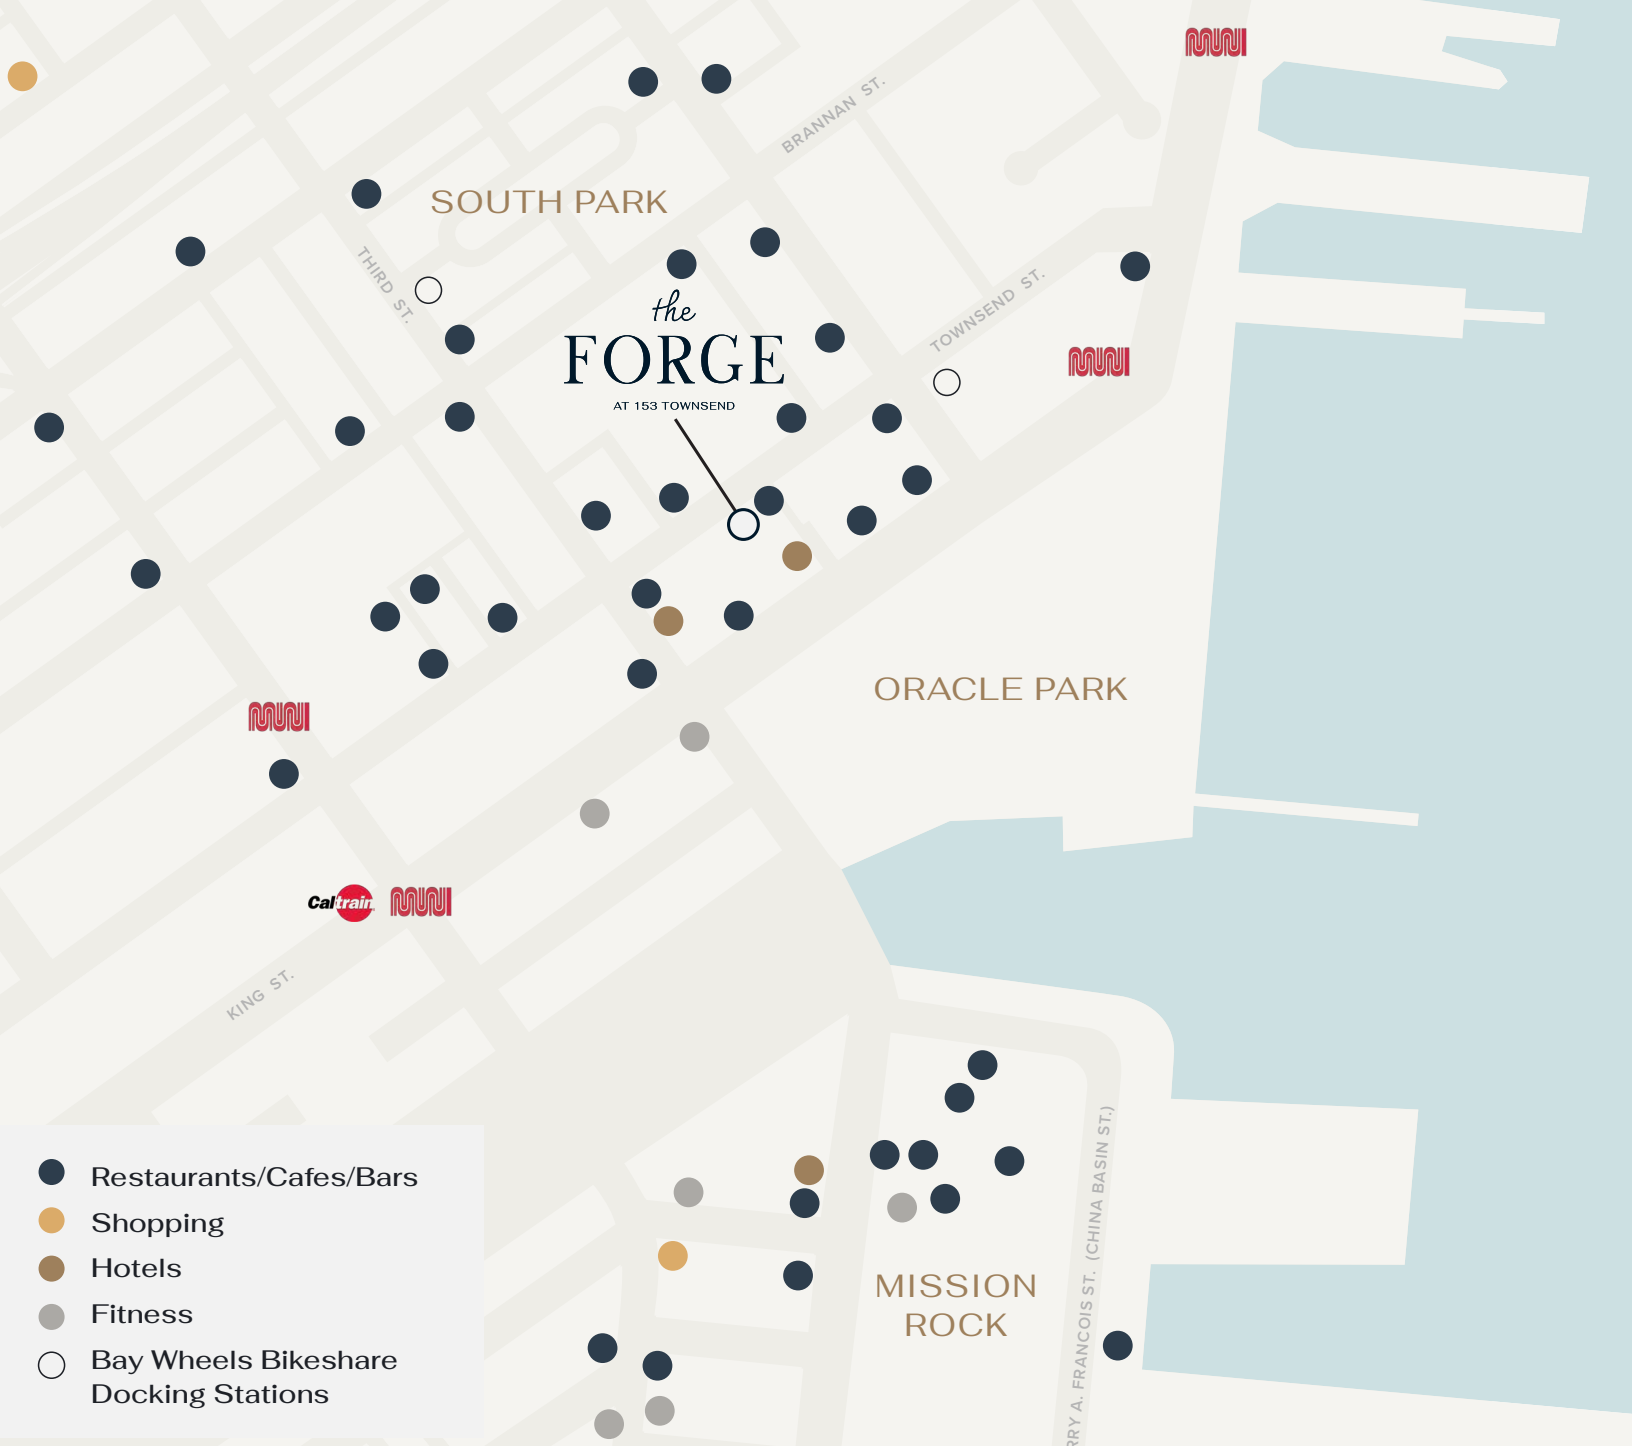 MUNI
BRANNAN ST.
SOUTH PARK
THIRD ST.
TOWNSEND ST.
the
FORGE
AT 153 TOWNSEND
MUNI
ORACLE PARK
MUNI
Caltrain
MUNI
KING ST.
RRY A. FRANCOIS ST. (CHINA BASIN ST.)
MISSION
ROCK
Restaurants/Cafes/Bars
Shopping
Hotels
Fitness
Bay Wheels Bikeshare
Docking Stations